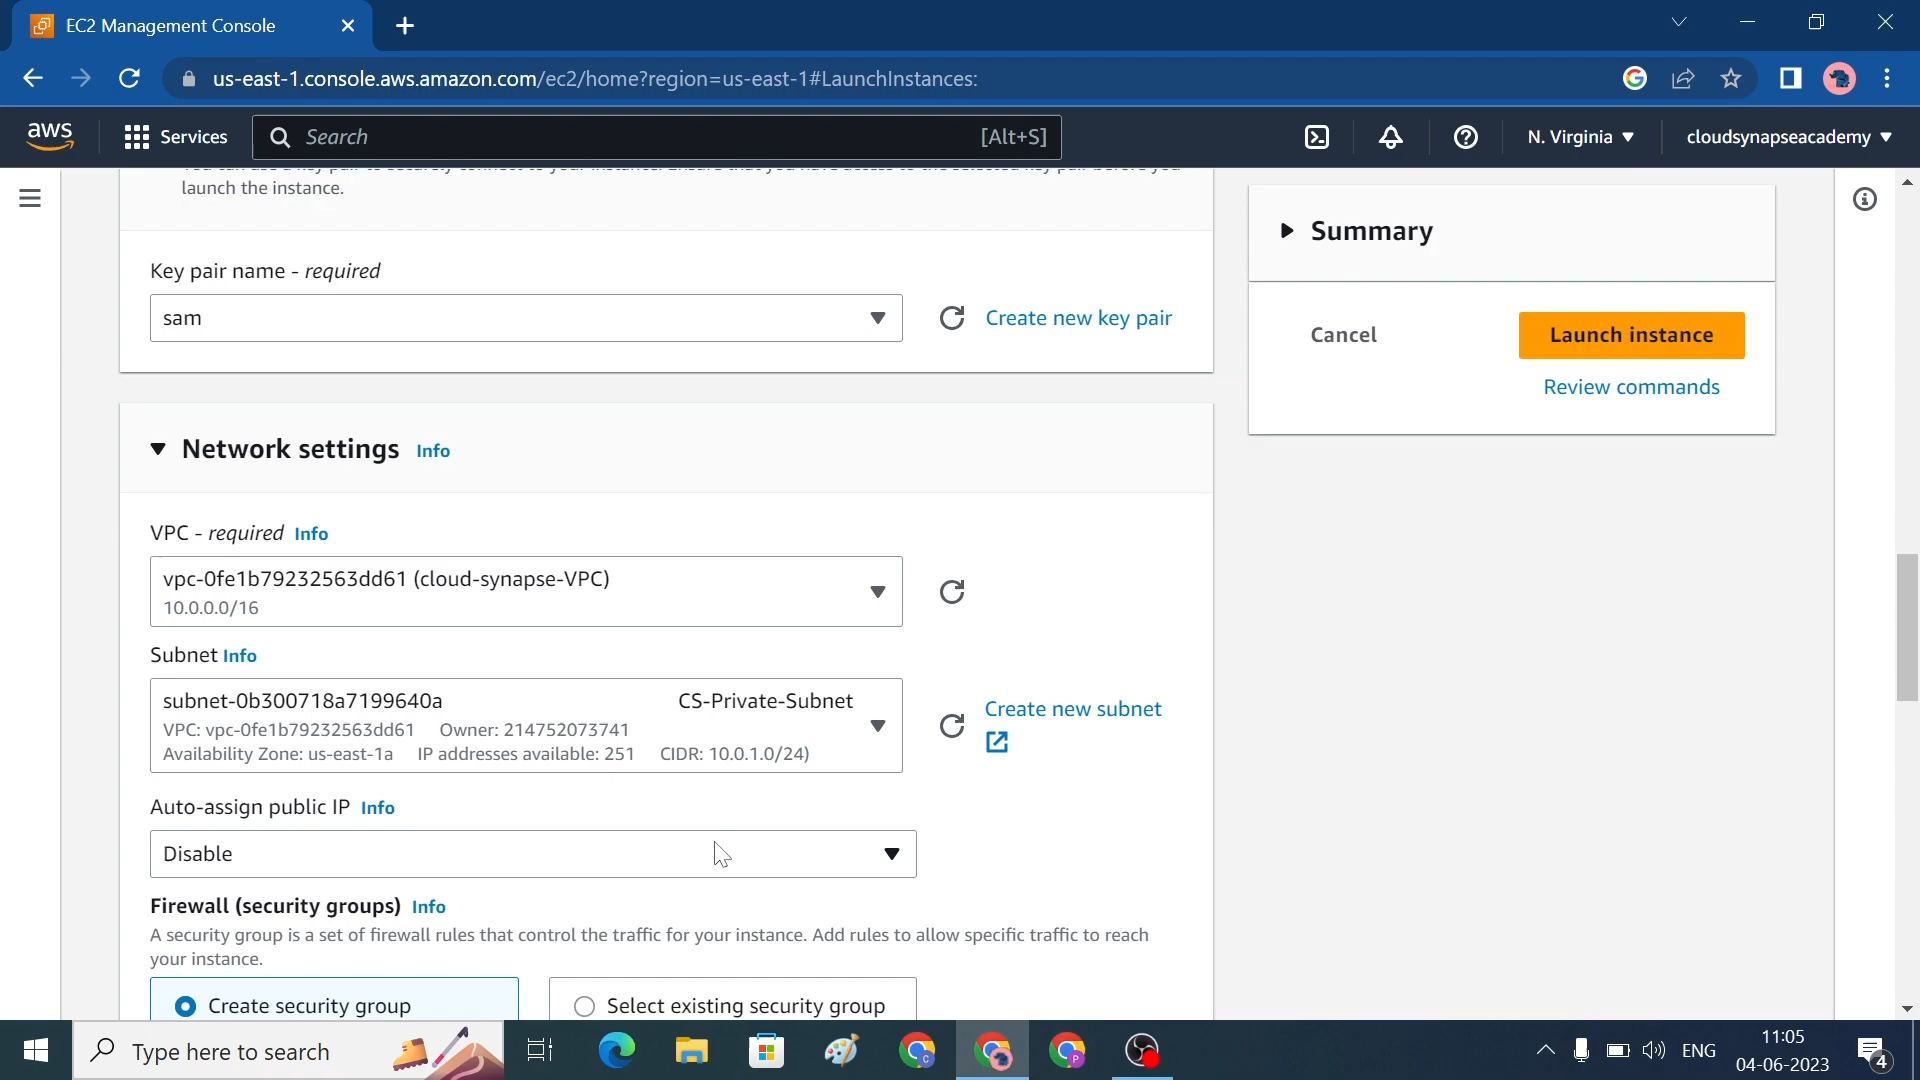 EC2 Management Console
us-east-1.console.aws.amazon.com/ec2/home?region=us-east-1#LaunchInstances:
aws
Services
Search
[Alt+S]
N. Virginia
cloudsynapseacademy
You can use a key pair to securely connect to your instance. Ensure that you have access to the selected key pair before you
launch the instance.
Key pair name - required
sam
Create new key pair
Summary
Cancel
Launch instance
Review commands
Network settings Info
VPC - required Info
vpc-0fe1b79232563dd61 (cloud-synapse-VPC)
10.0.0.0/16
Subnet Info
subnet-0b300718a7199640a CS-Private-Subnet
VPC: vpc-0fe1b79232563dd61 Owner: 214752073741
Availability Zone: us-east-1a IP addresses available: 251 CIDR: 10.0.1.0/24)
Create new subnet
Auto-assign public IP Info
Disable
Firewall (security groups) Info
A security group is a set of firewall rules that control the traffic for your instance. Add rules to allow specific traffic to reach
your instance.
Create security group
Select existing security group
Type here to search
C
P
ENG
11:05
04-06-2023
4